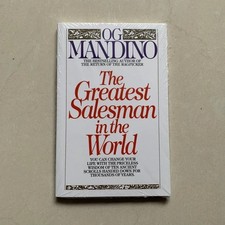 OG
MANDINO
THE BESTSELLING AUTHOR OF
THE RETURN OF THE RAGPICKER
The
Greatest
Salesman
in the
World
YOU CAN CHANGE YOUR
LIFE WITH THE PRICELESS
WISDOM OF TEN ANCIENT
SCROLLS HANDED DOWN FOR
THOUSANDS OF YEARS.